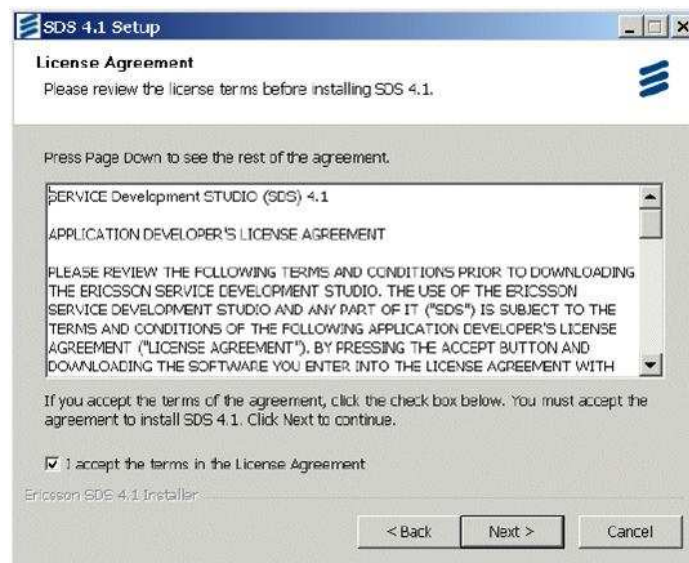 SDS 4.1 Setup
License Agreement
Please review the license terms before installing SDS 4.1.
Press Page Down to see the rest of the agreement.
SERVICE Development STUDIO (SDS) 4.1
APPLICATION DEVELOPER'S LICENSE AGREEMENT
PLEASE REVIEW THE FOLLOWING TERMS AND CONDITIONS PRIOR TO DOWNLOADING
THE ERICSSON SERVICE DEVELOPMENT STUDIO. THE USE OF THE ERICSSON
SERVICE DEVELOPMENT STUDIO AND ANY PART OF IT ("SDS") IS SUBJECT TO THE
TERMS AND CONDITIONS OF THE FOLLOWING APPLICATION DEVELOPER'S LICENSE
AGREEMENT ("LICENSE AGREEMENT"). BY PRESSING THE ACCEPT BUTTON AND
DOWNLOADING THE SOFTWARE YOU ENTER INTO THE LICENSE AGREEMENT WITH
If you accept the terms of the agreement, click the check box below. You must accept the
agreement to install SDS 4.1. Click Next to continue.
I accept the terms in the License Agreement
Ericsson SDS 4.1 Installer
< Back Next > Cancel